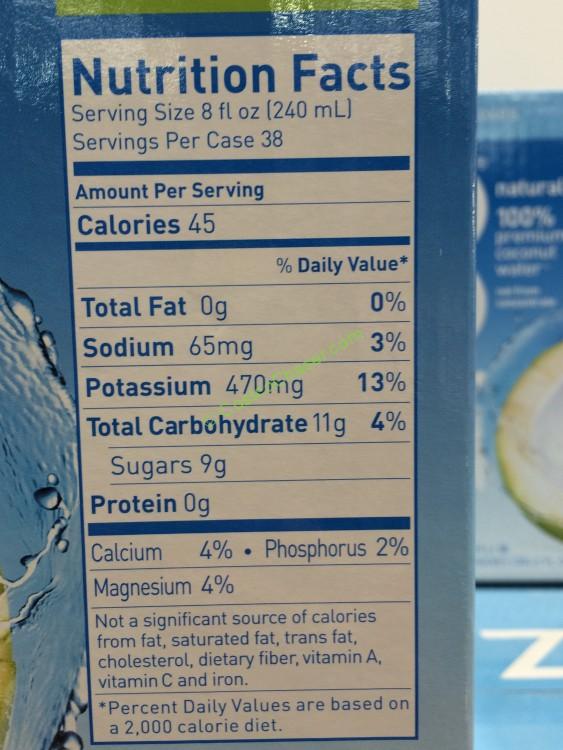 Nutrition Facts
Serving Size 8 fl oz (240 mL)
Servings Per Case 38
Amount Per Serving
Calories 45
% Daily Value*
Total Fat 0g 0%
Sodium 65mg 3%
Potassium 470mg 13%
Total Carbohydrate 11g 4%
Sugars 9g
Protein 0g
Calcium 4% • Phosphorus 2%
Magnesium 4%
Not a significant source of calories
from fat, saturated fat, trans fat,
cholesterol, dietary fiber, vitamin A,
vitamin C and iron.
*Percent Daily Values are based on
a 2,000 calorie diet.
natural
100%
premium
coconut
water
Z